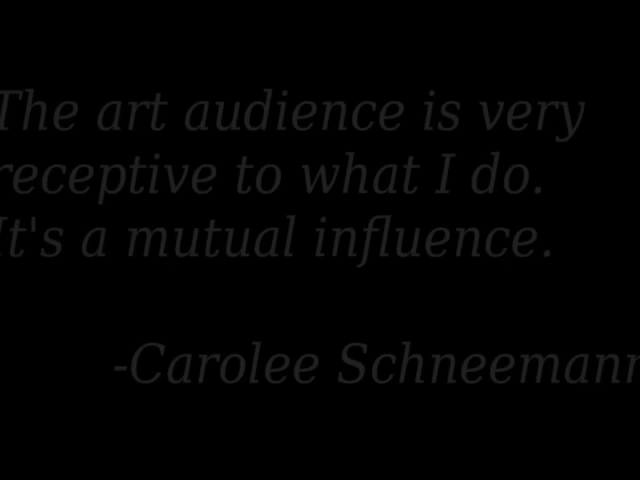 The art audience is very
receptive to what I do.
It's a mutual influence.
-Carolee Schneemann